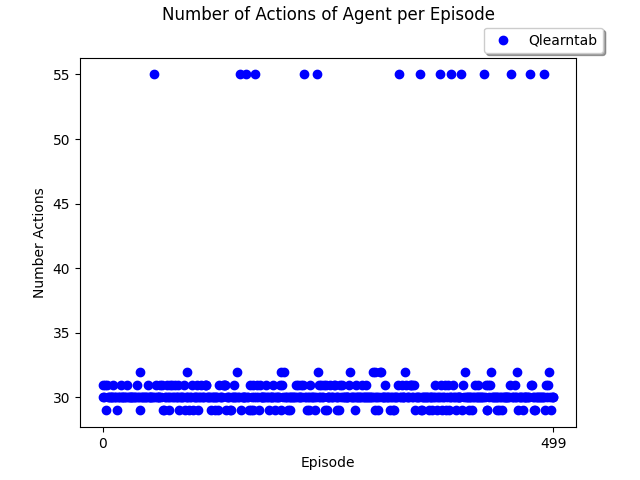 Number of Actions of Agent per Episode
Qlearntab
55
50
45
40
35
30
Number Actions
0
499
Episode